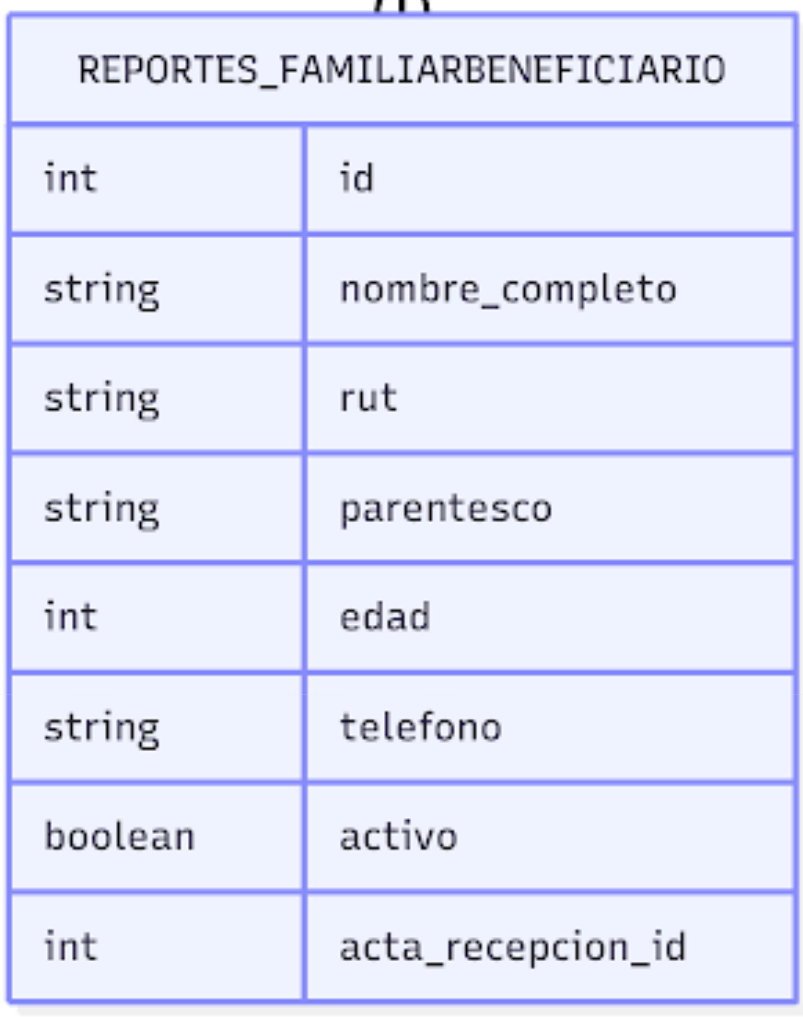 REPORTES_FAMILIARBENEFICIARIO
int id
string nombre_completo
string rut
string parentesco
int edad
string telefono
boolean activo
int acta_recepcion_id